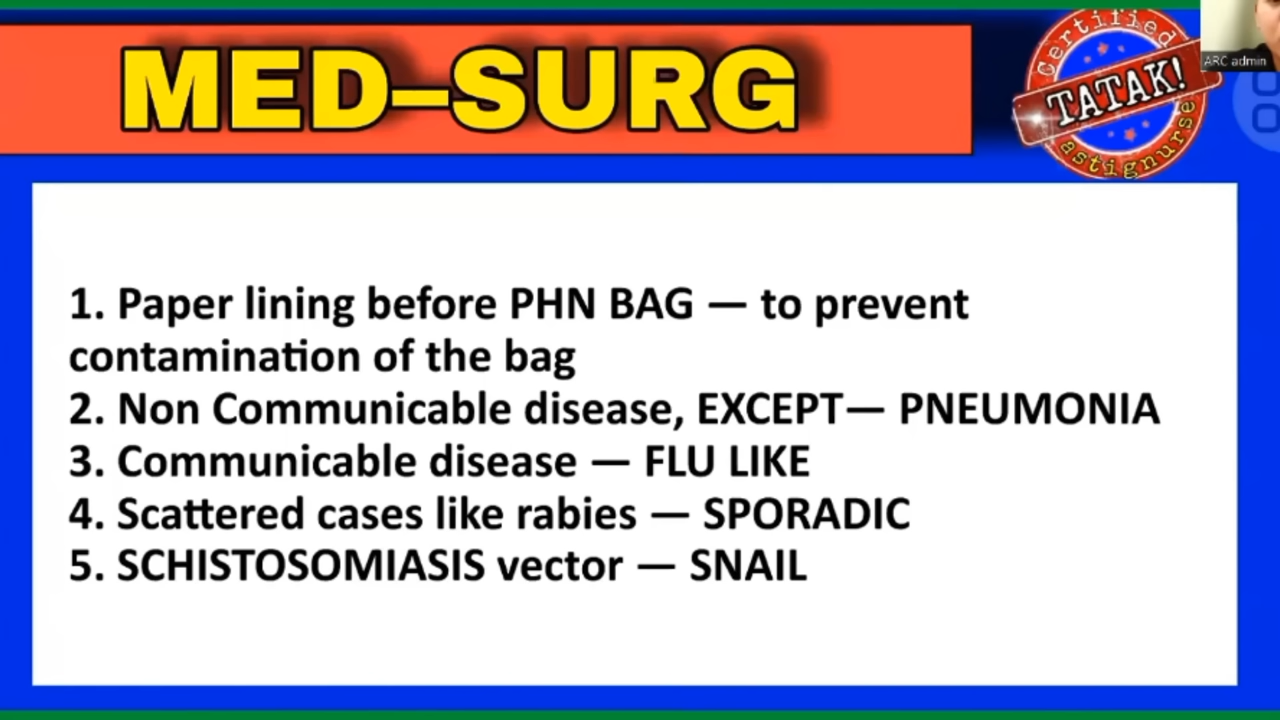 MED–SURG
Certified
TATAK!
astignurse
ARC admin
1. Paper lining before PHN BAG — to prevent
contamination of the bag
2. Non Communicable disease, EXCEPT— PNEUMONIA
3. Communicable disease — FLU LIKE
4. Scattered cases like rabies — SPORADIC
5. SCHISTOSOMIASIS vector — SNAIL